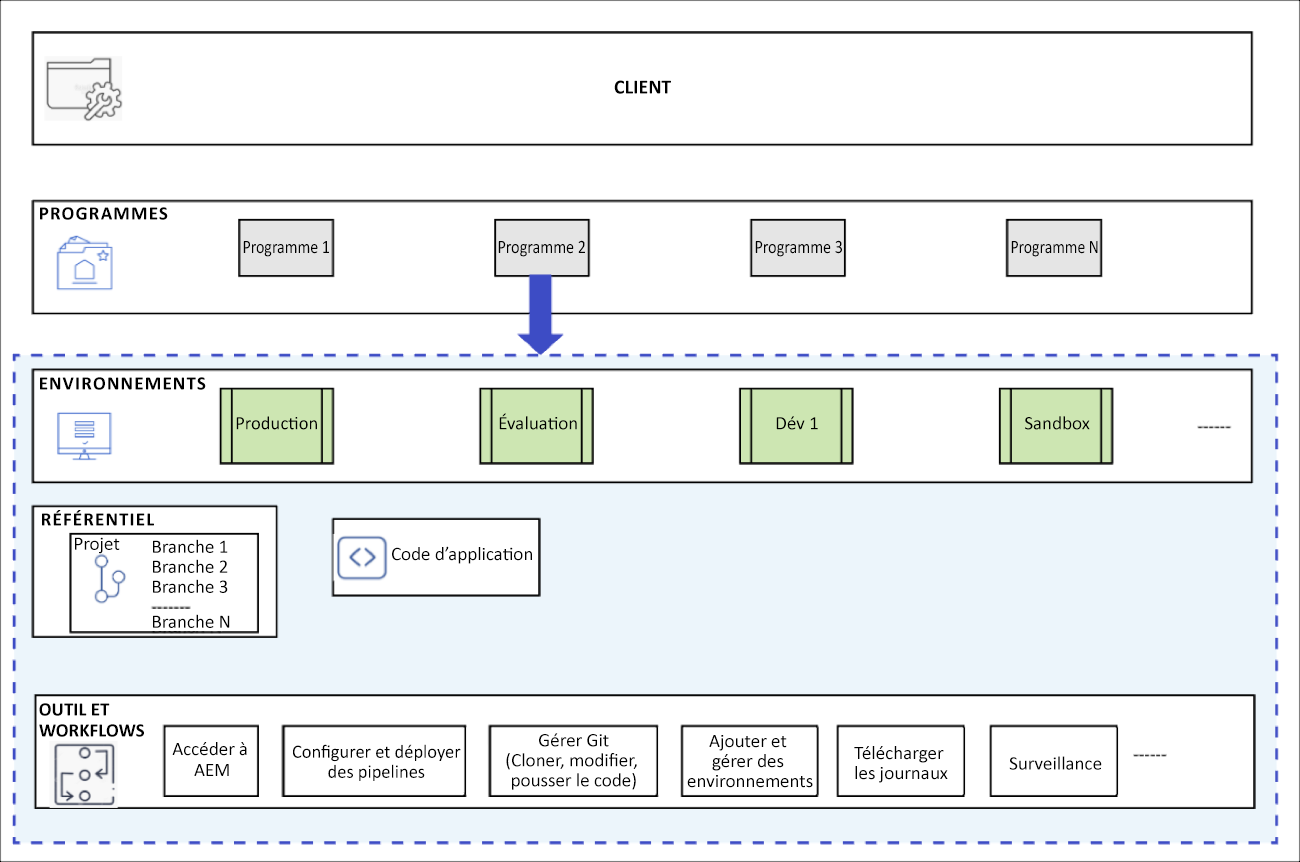 CLIENT
PROGRAMMES
Programme 1
Programme 2
Programme 3
Programme N
ENVIRONNEMENTS
Production
Évaluation
Dév 1
Sandbox
------
RÉFÉRENTIEL
Projet
Branche 1
Branche 2
Branche 3
-------
Branche N
Code d’application
OUTIL ET
WORKFLOWS
Accéder à
AEM
Configurer et déployer
des pipelines
Gérer Git
(Cloner, modifier,
pousser le code)
Ajouter et
gérer des
environnements
Télécharger
les journaux
Surveillance
------